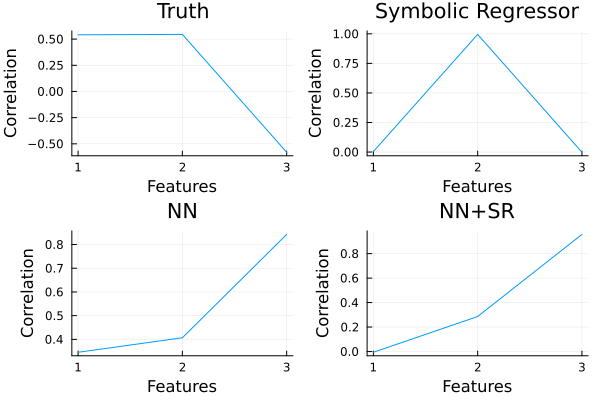 Truth
Correlation
0.50
0.25
0.00
−0.25
−0.50
1 2 3
Features
Symbolic Regressor
Correlation
1.00
0.75
0.50
0.25
0.00
1 2 3
Features
NN
Correlation
0.8
0.7
0.6
0.5
0.4
1 2 3
Features
NN+SR
Correlation
0.8
0.6
0.4
0.2
0.0
1 2 3
Features